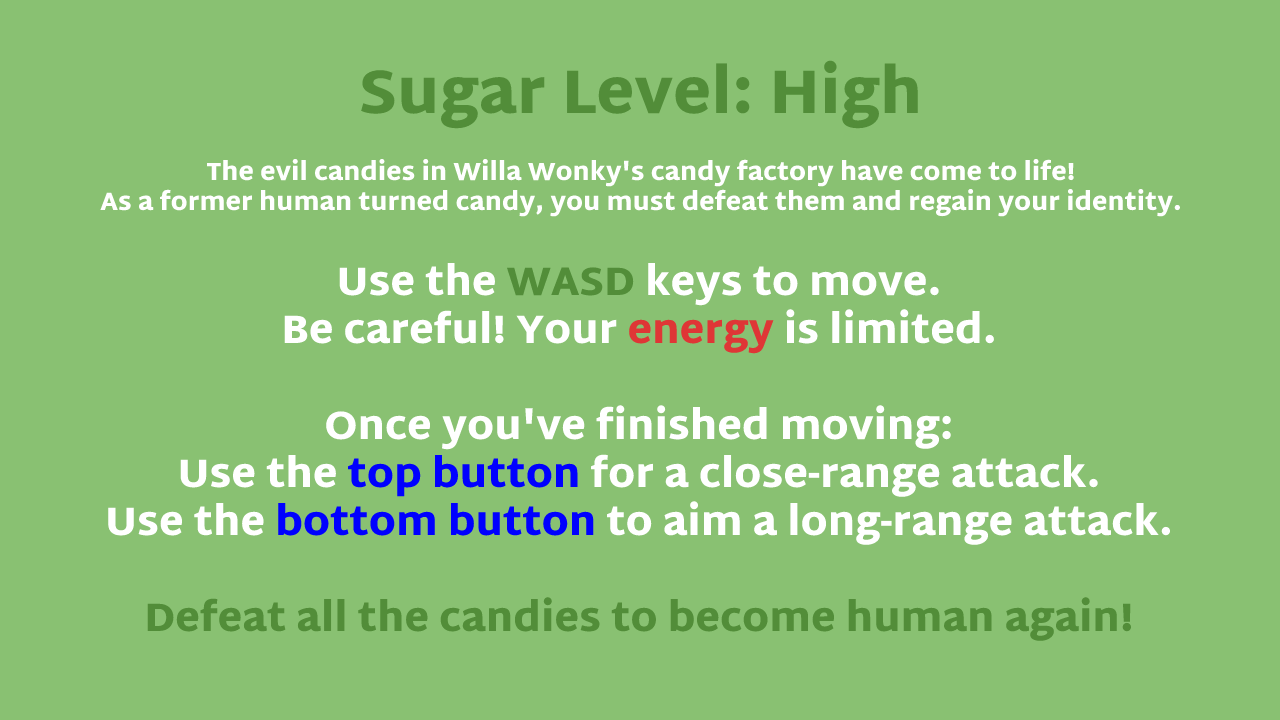 Sugar Level: High
The evil candies in Willa Wonky's candy factory have come to life!
As a former human turned candy, you must defeat them and regain your identity.
Use the WASD keys to move.
Be careful! Your energy is limited.
Once you've finished moving:
Use the top button for a close-range attack.
Use the bottom button to aim a long-range attack.
Defeat all the candies to become human again!